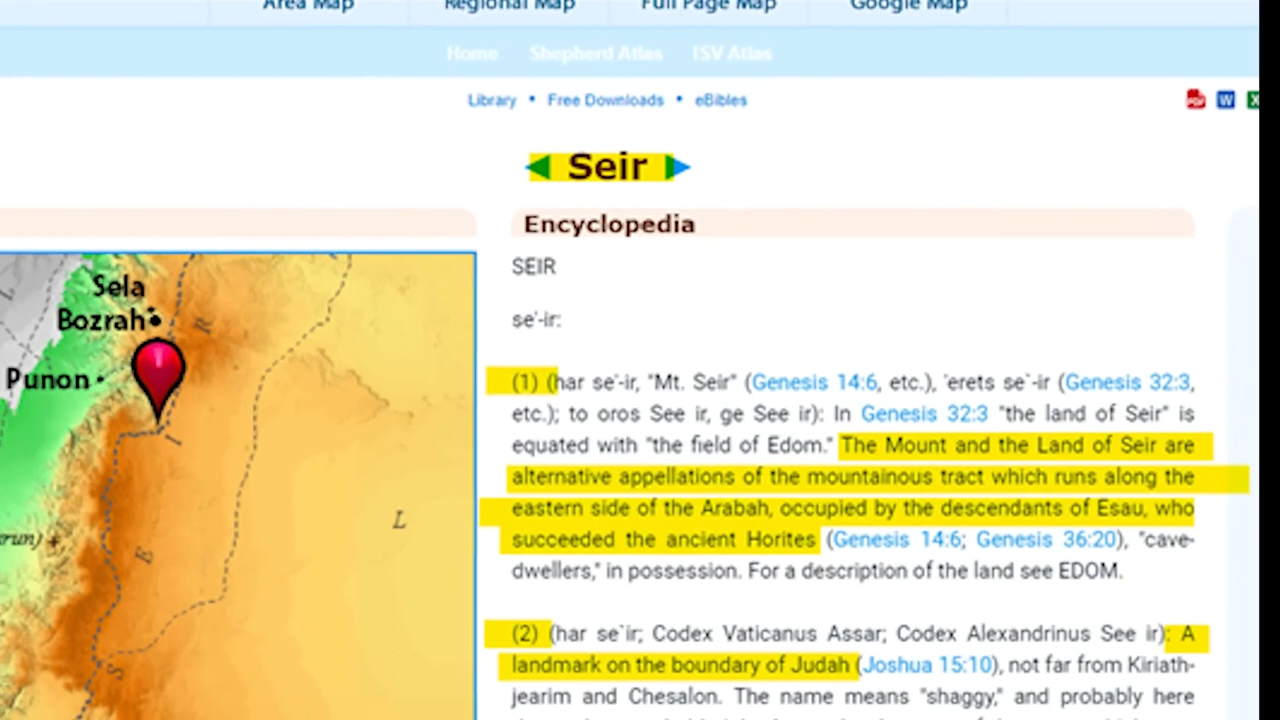 Area Map Regional Map Full Page Map Google Map
Home Shepherd Atlas ISV Atlas
Library • Free Downloads • eBibles
Seir
Encyclopedia
SEIR
se'-ir:
(1) (har se'-ir, "Mt. Seir" (Genesis 14:6, etc.), 'erets se`-ir (Genesis 32:3,
etc.); to oros See ir, ge See ir): In Genesis 32:3 "the land of Seir" is
equated with "the field of Edom." The Mount and the Land of Seir are
alternative appellations of the mountainous tract which runs along the
eastern side of the Arabah, occupied by the descendants of Esau, who
succeeded the ancient Horites (Genesis 14:6; Genesis 36:20), "cave-
dwellers," in possession. For a description of the land see EDOM.
(2) (har se`ir; Codex Vaticanus Assar; Codex Alexandrinus See ir): A
landmark on the boundary of Judah (Joshua 15:10), not far from Kiriath-
jearim and Chesalon. The name means "shaggy," and probably here
Sela
Bozrah
Punon
R
I
L
E
S